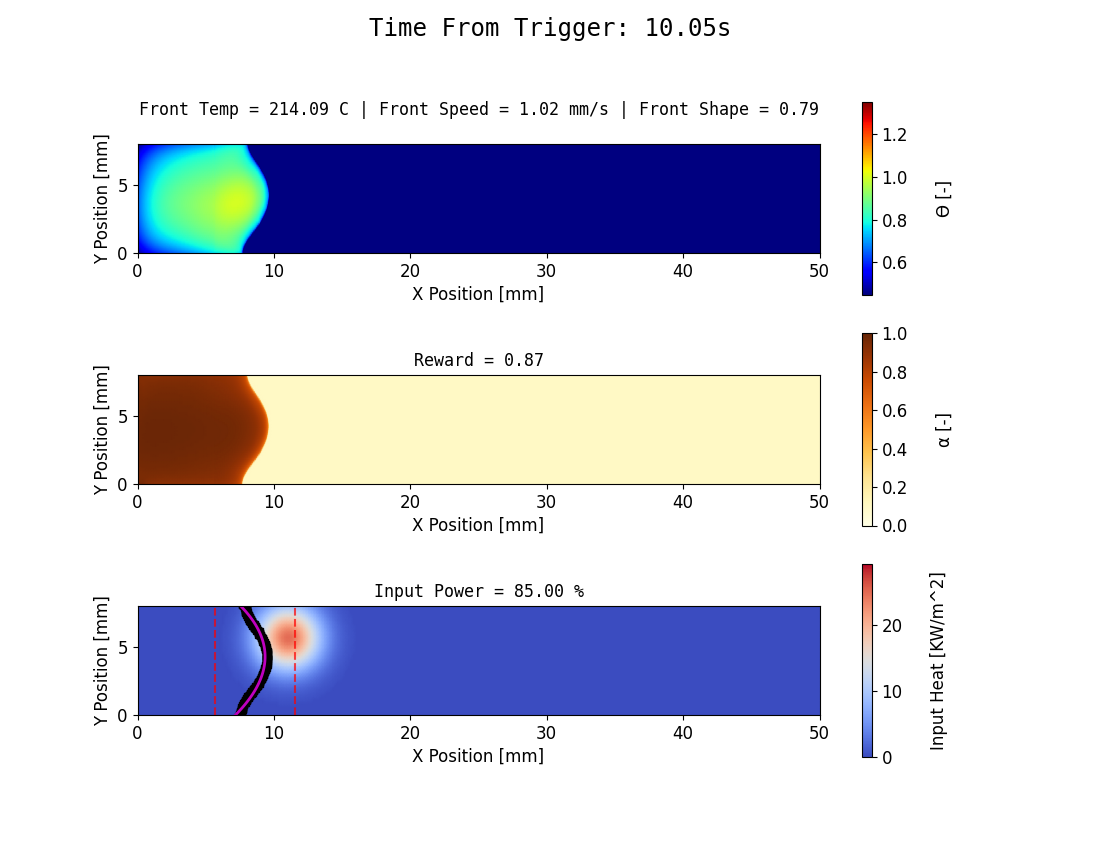 Time From Trigger: 10.05s
Front Temp = 214.09 C | Front Speed = 1.02 mm/s | Front Shape = 0.79
Y Position [mm]
5
0
0 10 20 30 40 50
X Position [mm]
1.2
1.0
0.8
0.6
Θ [-]
Reward = 0.87
Y Position [mm]
5
0
0 10 20 30 40 50
X Position [mm]
1.0
0.8
0.6
0.4
0.2
0.0
α [-]
Input Power = 85.00 %
Y Position [mm]
5
0
0 10 20 30 40 50
X Position [mm]
20
10
0
Input Heat [KW/m^2]